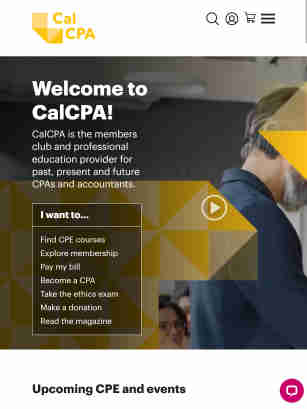 Cal
CPA
Welcome to
CalCPA!
CalCPA is the members
club and professional
education provider for
past, present and future
CPAs and accountants.
I want to...
Find CPE courses
Explore membership
Pay my bill
Become a CPA
Take the ethics exam
Make a donation
Read the magazine
Upcoming CPE and events